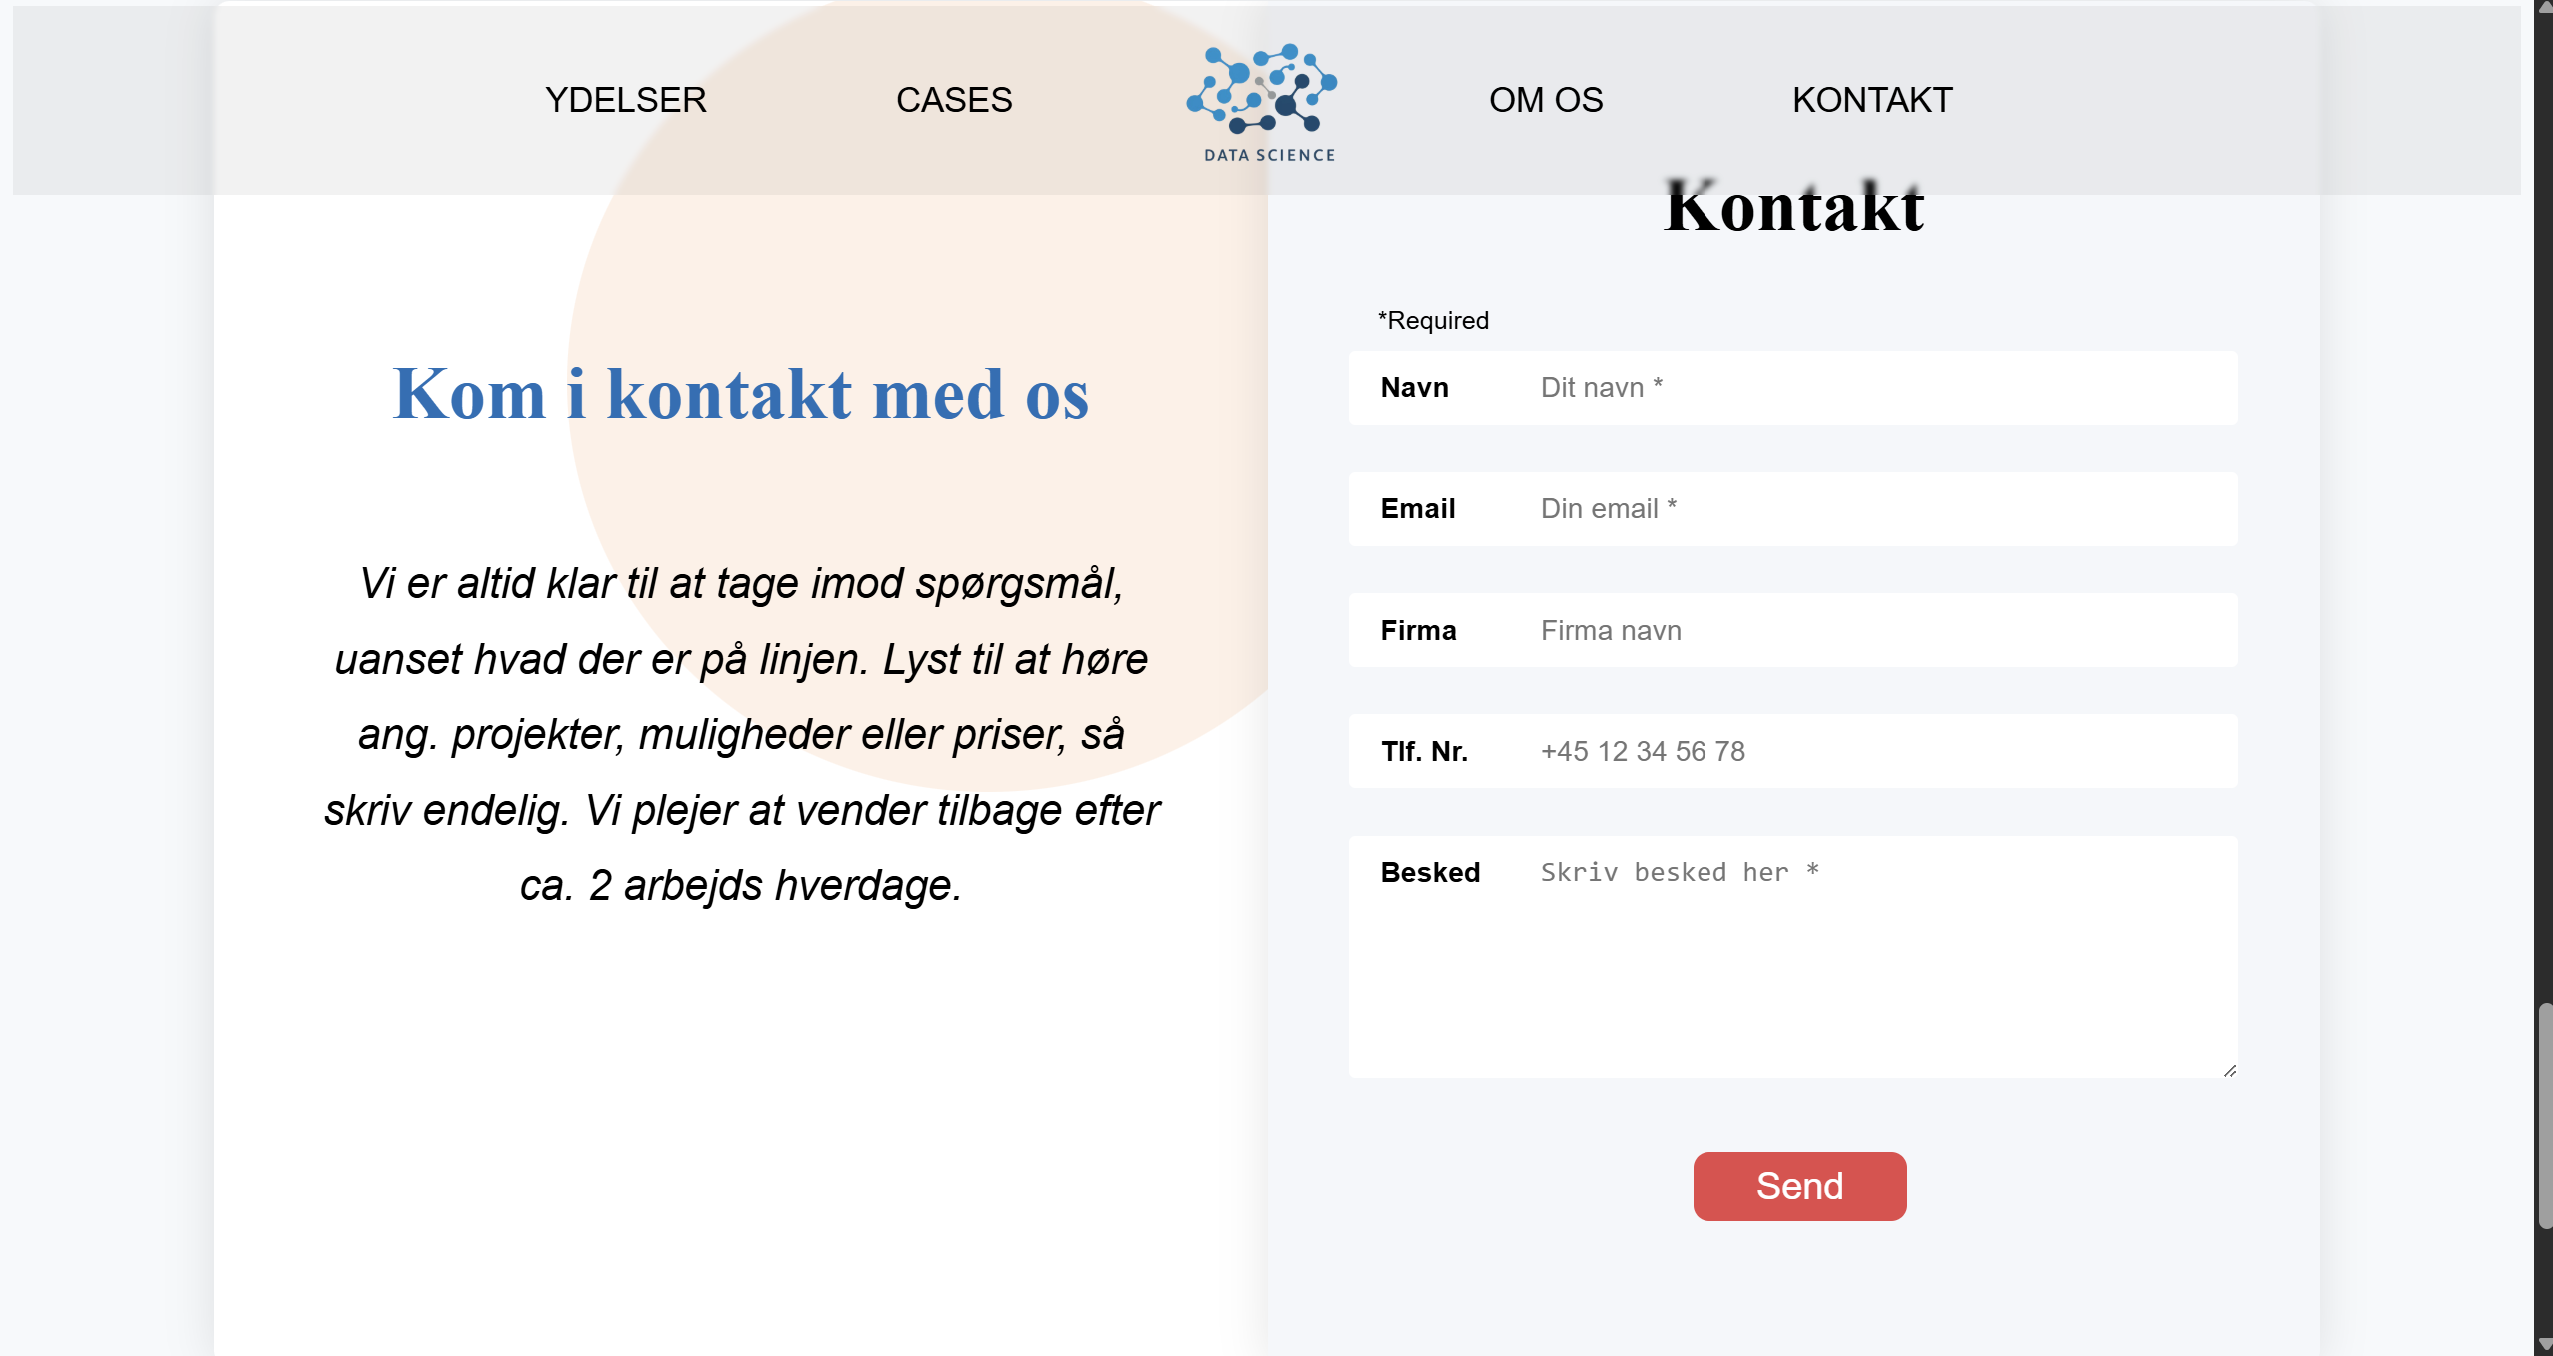 YDELSER
CASES
DATA SCIENCE
OM OS
KONTAKT
Kom i kontakt med os
Vi er altid klar til at tage imod spørgsmål,
uanset hvad der er på linjen. Lyst til at høre
ang. projekter, muligheder eller priser, så
skriv endelig. Vi plejer at vender tilbage efter
ca. 2 arbejds hverdage.
Kontakt
*Required
Navn Dit navn *
Email Din email *
Firma Firma navn
Tlf. Nr. +45 12 34 56 78
Besked Skriv besked her *
Send